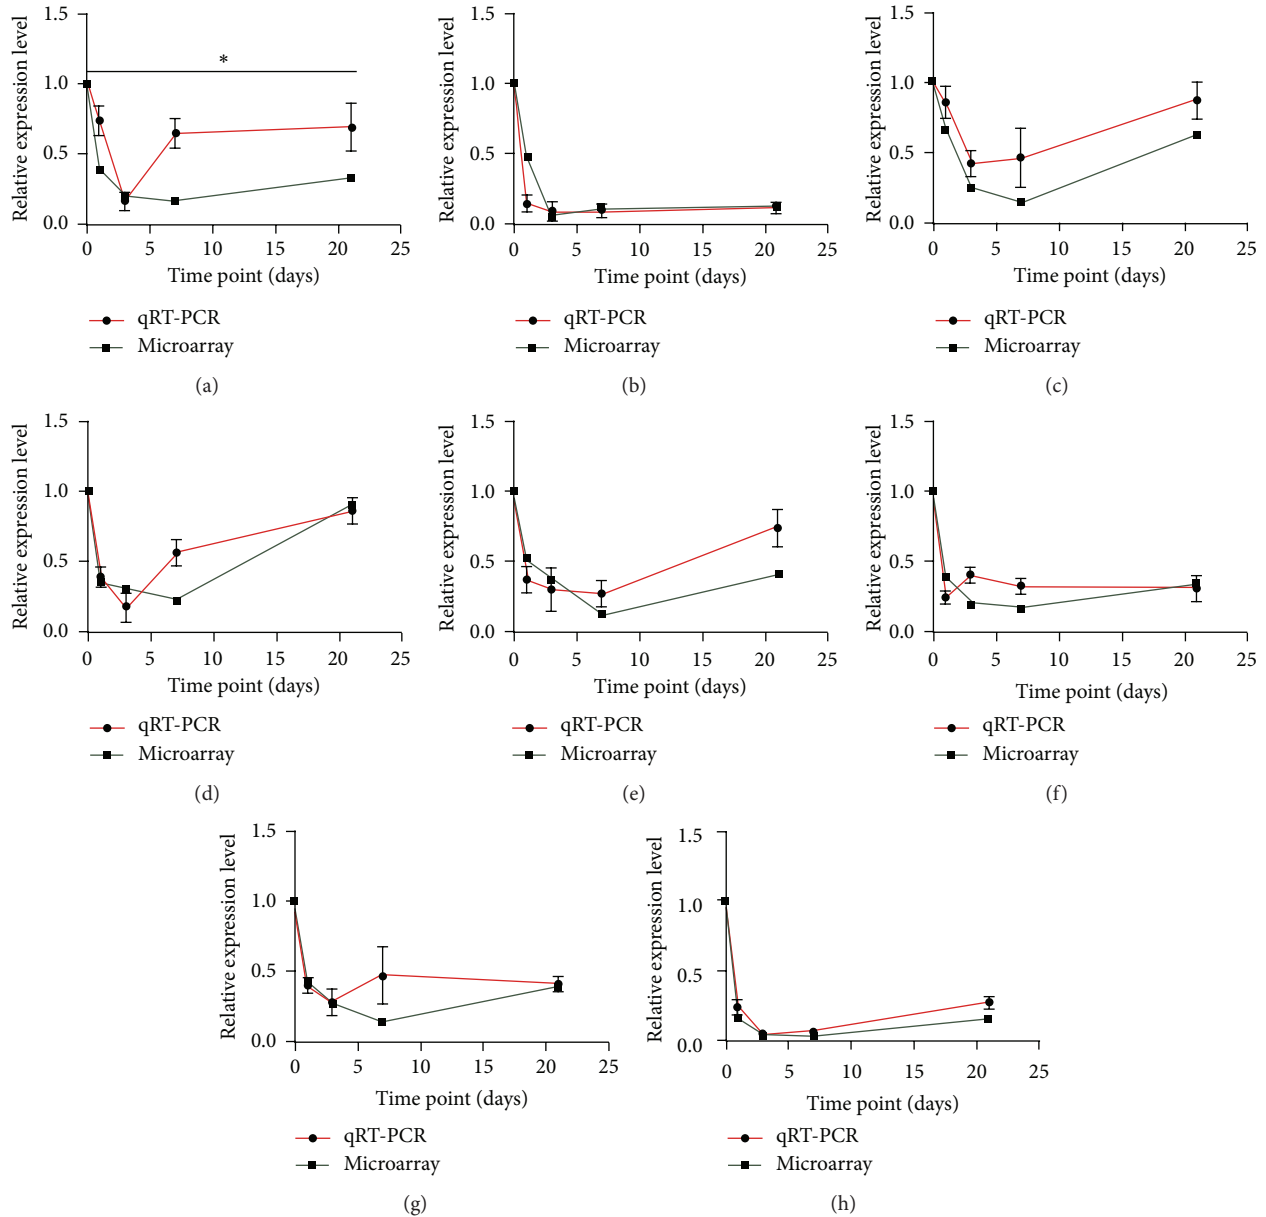 Relative expression level
1.5
1.0
0.5
0.0
*
0 5 10 15 20 25
Time point (days)
qRT-PCR
Microarray
(a)
Relative expression level
1.5
1.0
0.5
0.0
0 5 10 15 20 25
Time point (days)
qRT-PCR
Microarray
(b)
Relative expression level
1.5
1.0
0.5
0.0
0 5 10 15 20 25
Time point (days)
qRT-PCR
Microarray
(c)
Relative expression level
1.5
1.0
0.5
0.0
0 5 10 15 20 25
Time point (days)
qRT-PCR
Microarray
(d)
Relative expression level
1.5
1.0
0.5
0.0
0 5 10 15 20 25
Time point (days)
qRT-PCR
Microarray
(e)
Relative expression level
1.5
1.0
0.5
0.0
0 5 10 15 20 25
Time point (days)
qRT-PCR
Microarray
(f)
Relative expression level
1.5
1.0
0.5
0.0
0 5 10 15 20 25
Time point (days)
qRT-PCR
Microarray
(g)
Relative expression level
1.5
1.0
0.5
0.0
0 5 10 15 20 25
Time point (days)
qRT-PCR
Microarray
(h)